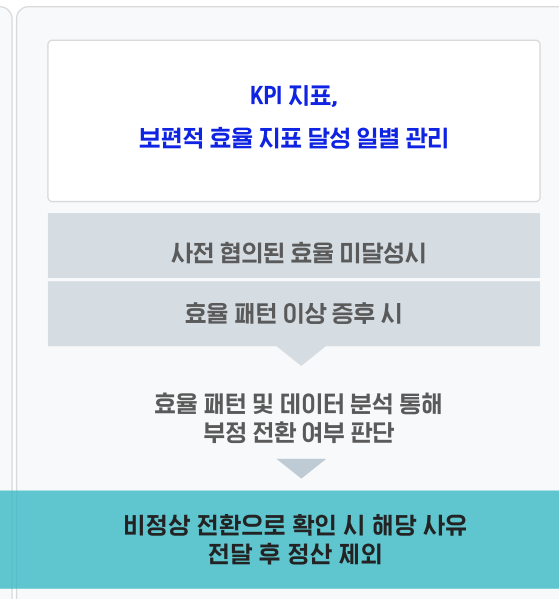 KPI 지표,
보편적 효율 지표 달성 일별 관리
사전 협의된 효율 미달성시
효율 패턴 이상 증후 시
효율 패턴 및 데이터 분석 통해
부정 전환 여부 판단
비정상 전환으로 확인 시 해당 사유
전달 후 정산 제외